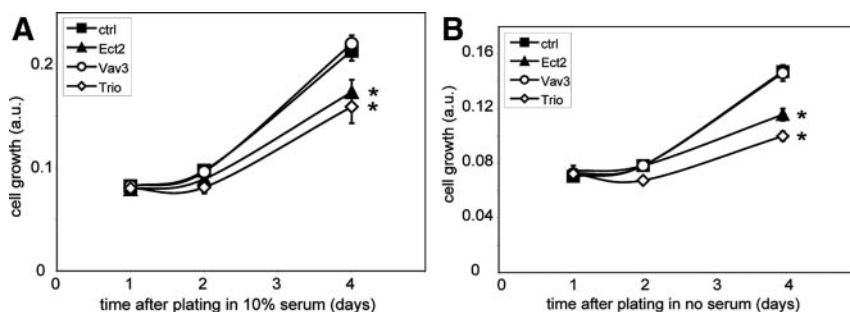 A
ctrl
Ect2
Vav3
Trio
cell growth (a.u.)
0.2
0.1
0
*
*
0 1 2 3 4
time after plating in 10% serum (days)
B
ctrl
Ect2
Vav3
Trio
cell growth (a.u.)
0.16
0.12
0.08
0.04
0
*
*
0 1 2 3 4
time after plating in no serum (days)